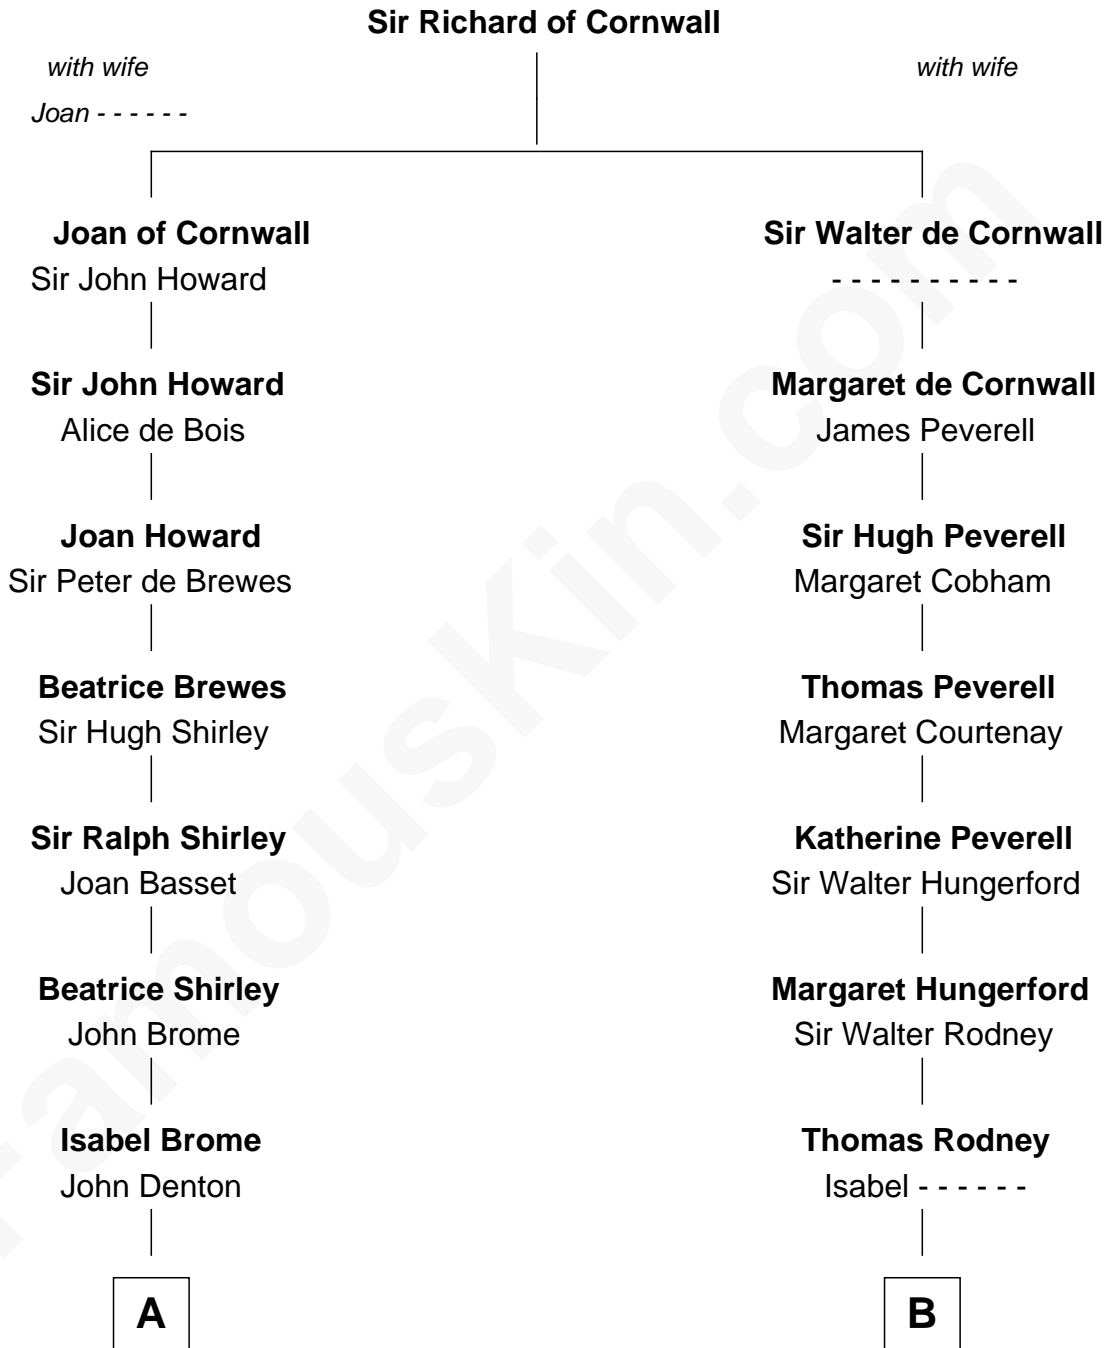 Sir Richard of Cornwall
with wife
with wife
Joan - - - - - -
Joan of Cornwall
Sir Walter de Cornwall
Sir John Howard
- - - - - - - - - -
Sir John Howard
Margaret de Cornwall
Alice de Bois
James Peverell
Joan Howard
Sir Hugh Peverell
Sir Peter de Brewes
Margaret Cobham
Beatrice Brewes
Thomas Peverell
Sir Hugh Shirley
Margaret Courtenay
Sir Ralph Shirley
Katherine Peverell
Joan Basset
Sir Walter Hungerford
Beatrice Shirley
Margaret Hungerford
John Brome
Sir Walter Rodney
Isabel Brome
Thomas Rodney
John Denton
Isabel - - - - - -
A
B
FamousKin.com